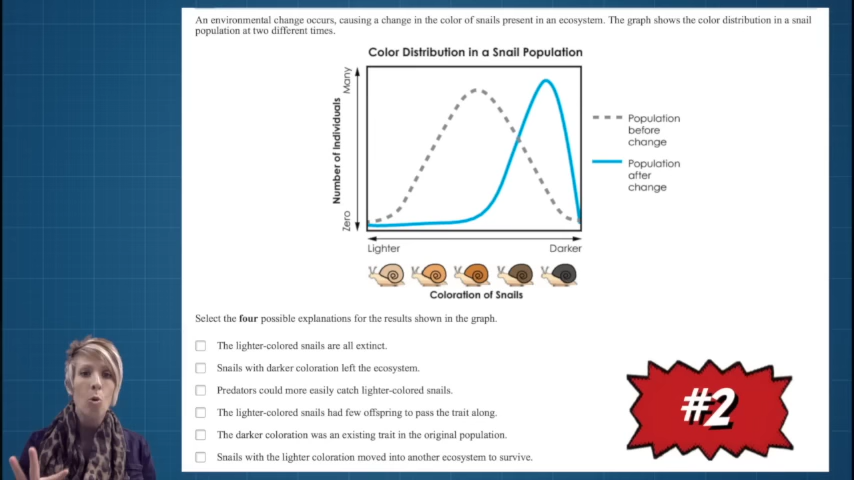 An environmental change occurs, causing a change in the color of snails present in an ecosystem. The graph shows the color distribution in a snail
population at two different times.
Color Distribution in a Snail Population
Number of Individuals
Many
Zero
Population
before
change
Population
after
change
Lighter
Darker
Coloration of Snails
Select the four possible explanations for the results shown in the graph.
The lighter-colored snails are all extinct.
Snails with darker coloration left the ecosystem.
Predators could more easily catch lighter-colored snails.
The lighter-colored snails had few offspring to pass the trait along.
The darker coloration was an existing trait in the original population.
Snails with the lighter coloration moved into another ecosystem to survive.
#2